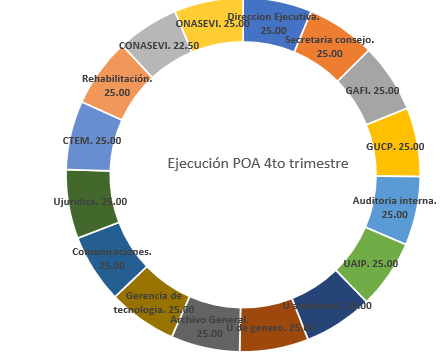 Direccion Ejecutiva.
25.00
Secretaría consejo.
25.00
GAFI. 25.00
GUCP. 25.00
Auditoria interna.
25.00
UAIP. 25.00
25.00
U de genero. 25.00
Archivo General.
25.00
Gerencia de
tecnologia. 25.00
Comunicaciones.
25.00
Ujuridica. 25.00
CTEM. 25.00
Rehabilitación.
25.00
CONASEVI. 22.50
ONASEVI. 25.00
Ejecución POA 4to trimestre